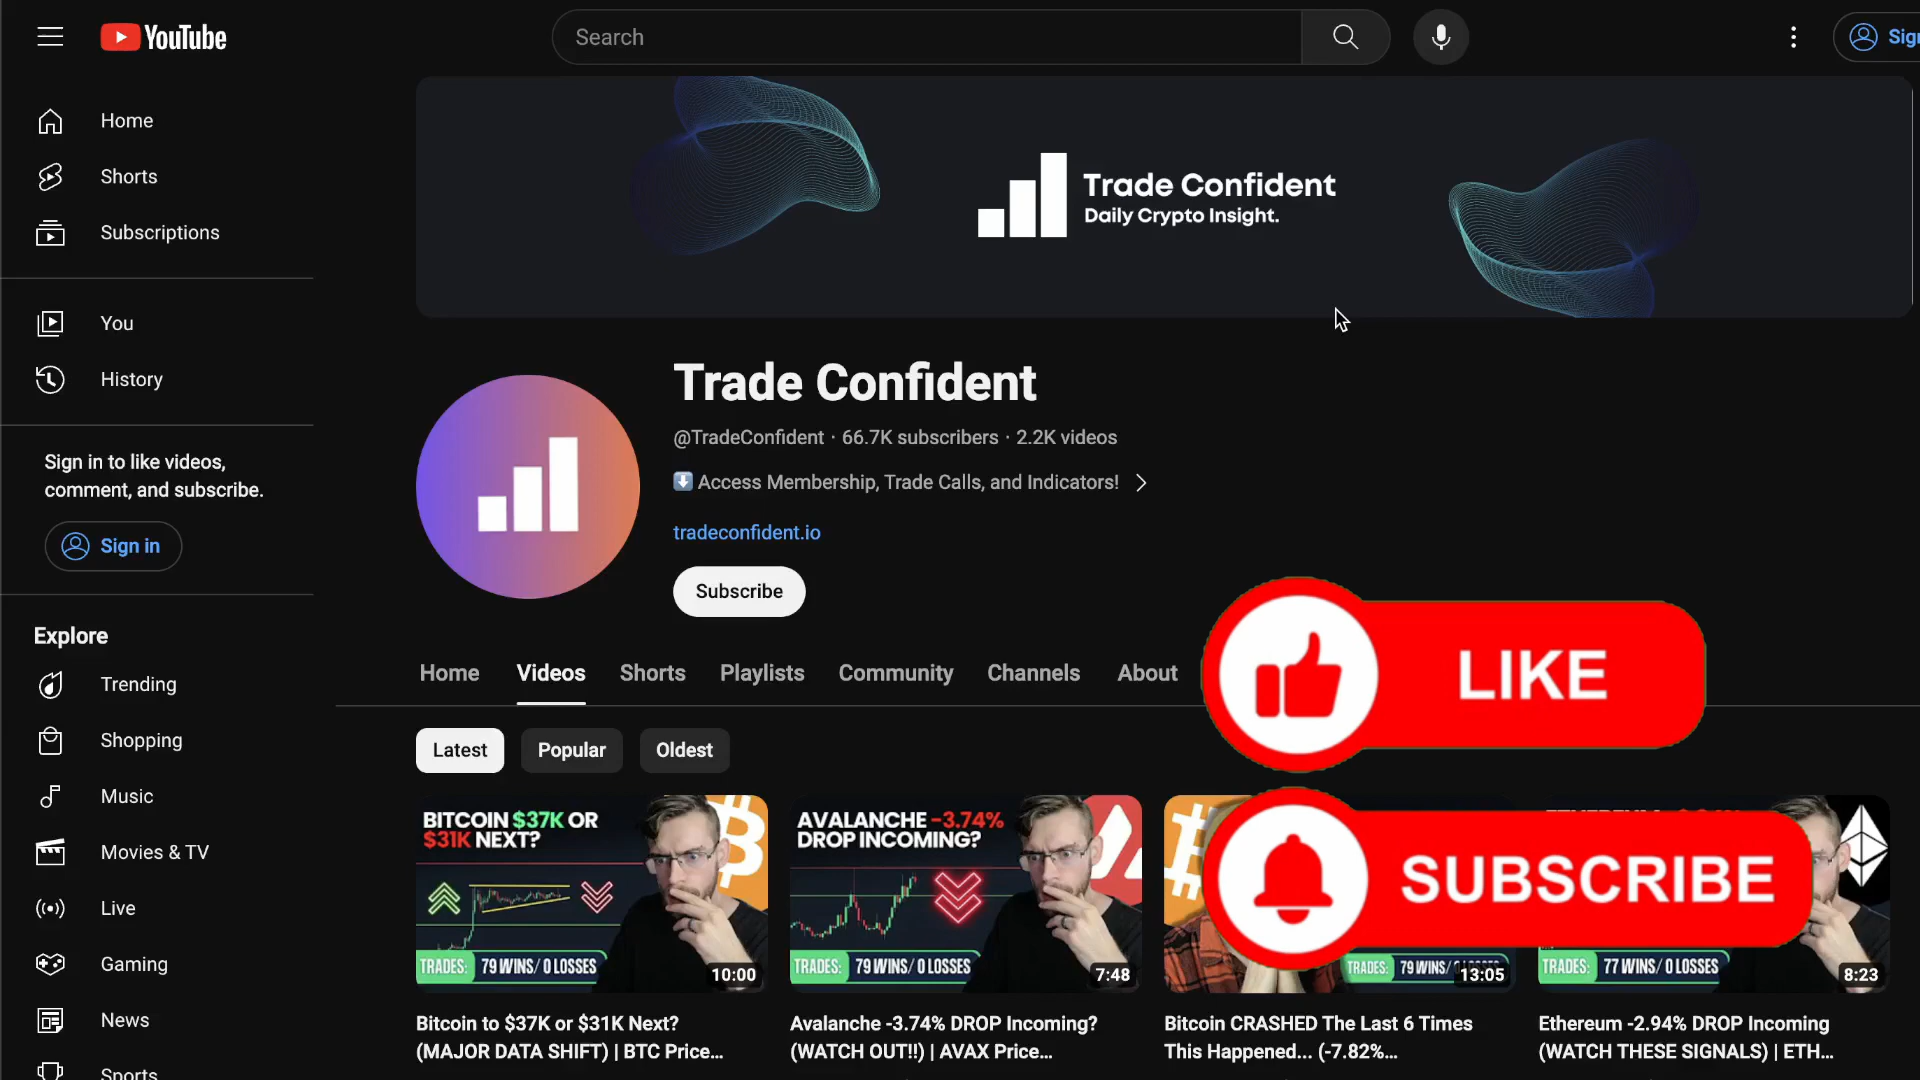 YouTube
Search
Sign
Home
Shorts
Subscriptions
You
History
Sign in to like videos,
comment, and subscribe.
Sign in
Explore
Trending
Shopping
Music
Movies & TV
Live
Gaming
News
Sports
Trade Confident
Daily Crypto Insight.
Trade Confident
@TradeConfident · 66.7K subscribers · 2.2K videos
Access Membership, Trade Calls, and Indicators!
tradeconfident.io
Subscribe
Home Videos Shorts Playlists Community Channels About
LIKE
Latest Popular Oldest
SUBSCRIBE
BITCOIN $37K OR
$31K NEXT?
TRADES: 79 WINS/ 0 LOSSES
10:00
Bitcoin to $37K or $31K Next?
(MAJOR DATA SHIFT) | BTC Price...
AVALANCHE -3.74%
DROP INCOMING?
TRADES: 79 WINS/ 0 LOSSES
7:48
Avalanche -3.74% DROP Incoming?
(WATCH OUT!!) | AVAX Price...
TRADES: 79 WINS/
13:05
Bitcoin CRASHED The Last 6 Times
This Happened... (-7.82%...
TRADES: 77 WINS/ 0 LOSSES
8:23
Ethereum -2.94% DROP Incoming
(WATCH THESE SIGNALS) | ETH...